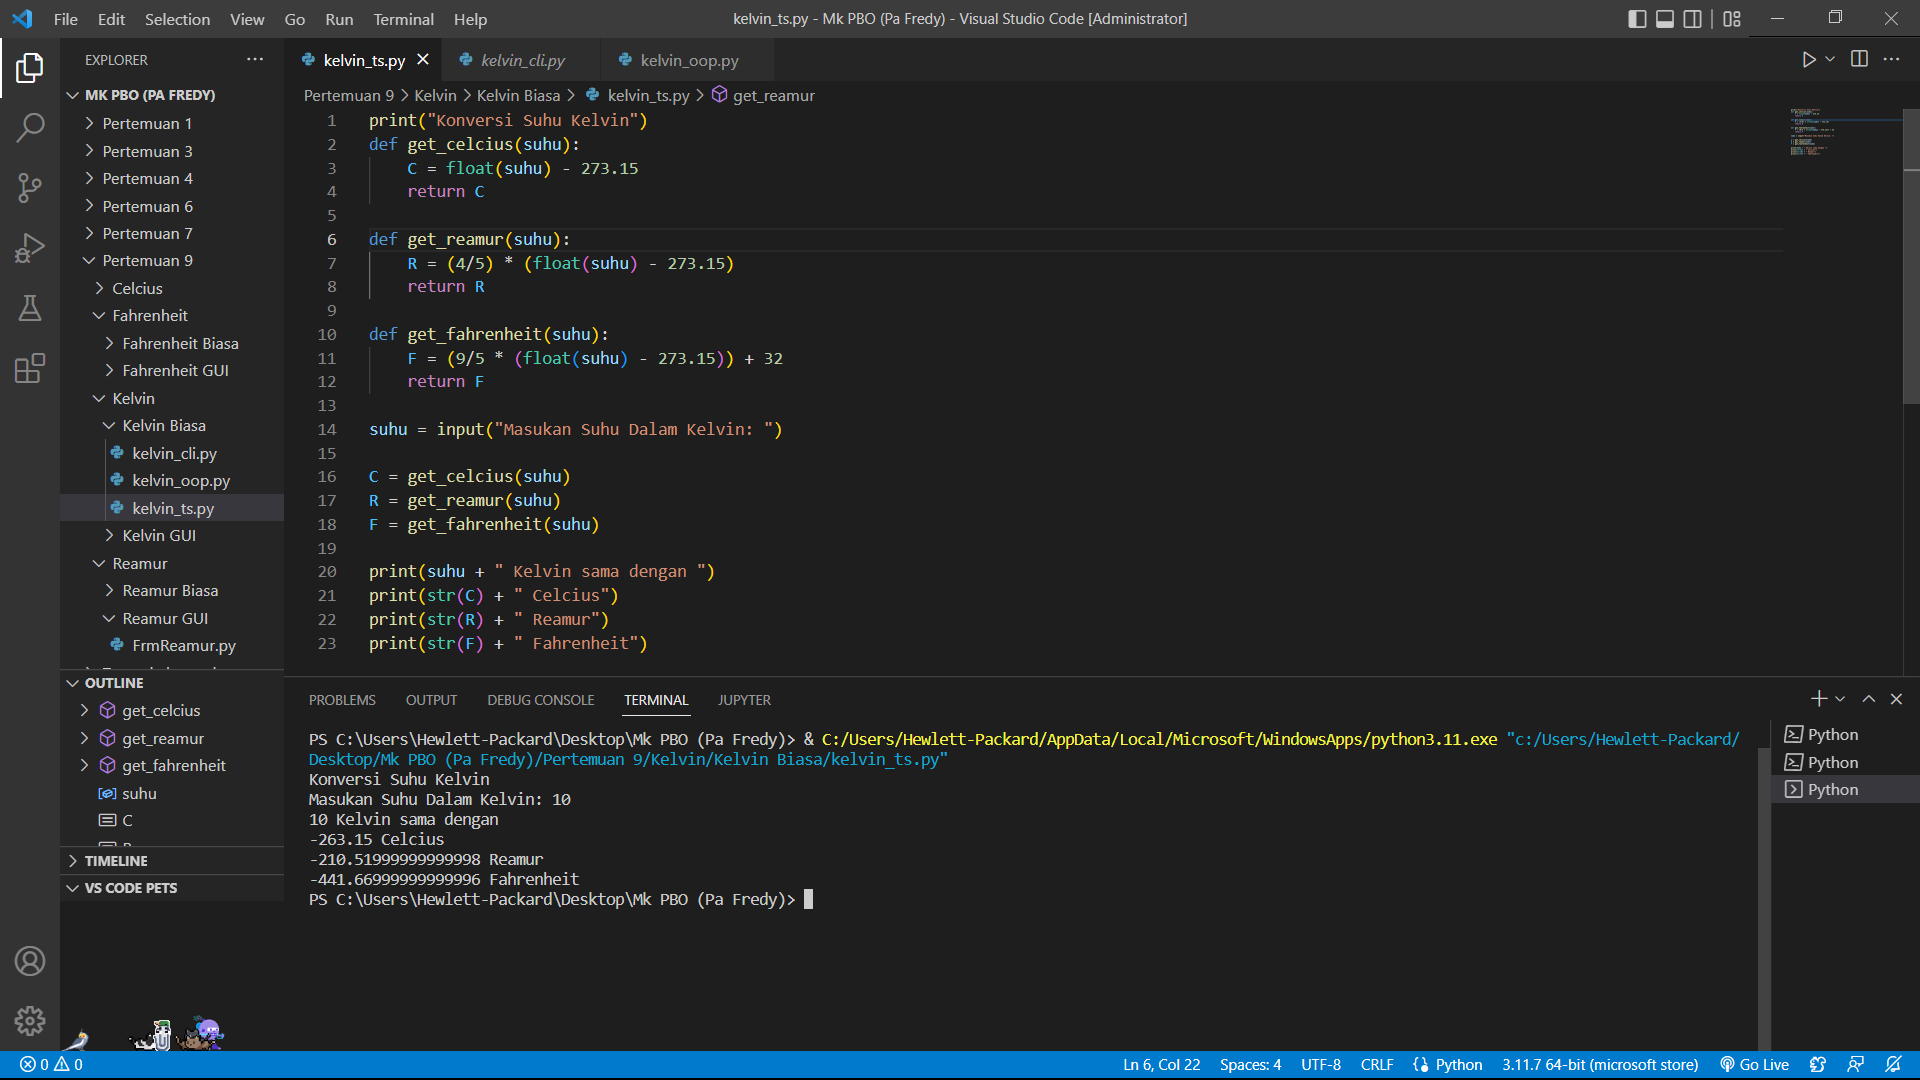 File Edit Selection View Go Run Terminal Help
kelvin_ts.py - Mk PBO (Pa Fredy) - Visual Studio Code [Administrator]
EXPLORER
MK PBO (PA FREDY)
Pertemuan 1
Pertemuan 3
Pertemuan 4
Pertemuan 6
Pertemuan 7
Pertemuan 9
Celcius
Fahrenheit
Fahrenheit Biasa
Fahrenheit GUI
Kelvin
Kelvin Biasa
kelvin_cli.py
kelvin_oop.py
kelvin_ts.py
Kelvin GUI
Reamur
Reamur Biasa
Reamur GUI
FrmReamur.py
OUTLINE
get_celcius
get_reamur
get_fahrenheit
suhu
C
TIMELINE
VS CODE PETS
kelvin_ts.py kelvin_cli.py kelvin_oop.py
Pertemuan 9 > Kelvin > Kelvin Biasa > kelvin_ts.py > get_reamur
1 print("Konversi Suhu Kelvin")
2 def get_celcius(suhu):
3     C = float(suhu) - 273.15
4     return C
5
6 def get_reamur(suhu):
7     R = (4/5) * (float(suhu) - 273.15)
8     return R
9
10 def get_fahrenheit(suhu):
11     F = (9/5 * (float(suhu) - 273.15)) + 32
12     return F
13
14 suhu = input("Masukan Suhu Dalam Kelvin: ")
15
16 C = get_celcius(suhu)
17 R = get_reamur(suhu)
18 F = get_fahrenheit(suhu)
19
20 print(suhu + " Kelvin sama dengan ")
21 print(str(C) + " Celcius")
22 print(str(R) + " Reamur")
23 print(str(F) + " Fahrenheit")
PROBLEMS OUTPUT DEBUG CONSOLE TERMINAL JUPYTER
PS C:\Users\Hewlett-Packard\Desktop\Mk PBO (Pa Fredy)> & C:/Users/Hewlett-Packard/AppData/Local/Microsoft/WindowsApps/python3.11.exe "c:/Users/Hewlett-Packard/
Desktop/Mk PBO (Pa Fredy)/Pertemuan 9/Kelvin/Kelvin Biasa/kelvin_ts.py"
Konversi Suhu Kelvin
Masukan Suhu Dalam Kelvin: 10
10 Kelvin sama dengan
-263.15 Celcius
-210.51999999999998 Reamur
-441.66999999999996 Fahrenheit
PS C:\Users\Hewlett-Packard\Desktop\Mk PBO (Pa Fredy)>
Python
Python
Python
0 0
Ln 6, Col 22 Spaces: 4 UTF-8 CRLF Python 3.11.7 64-bit (microsoft store) Go Live